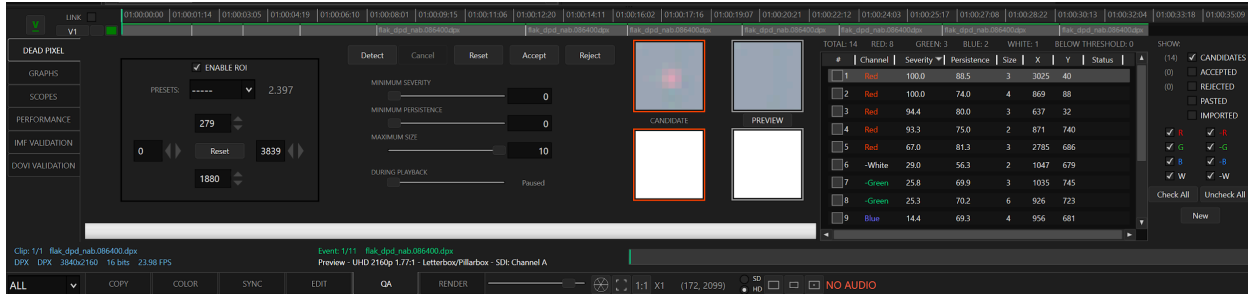 LINK 01:00:00:00 01:00:01:14 01:00:03:05 01:00:04:19 01:00:06:10 01:00:08:01 01:00:09:15 01:00:11:06 01:00:12:20 01:00:14:11 01:00:16:02 01:00:17:16 01:00:19:07 01:00:20:21 01:00:22:12 01:00:24:03 01:00:25:17 01:00:27:08 01:00:28:22 01:00:30:13 01:00:32:04 01:00:33:18 01:00:35:09
V V1 flak_dpd_nab.086400.dpx flak_dpd_nab.086400.dpx flak_dpd_nab.086400.dpx flak_dpd_nab.086400.dpx flak_dpd_nab.086400.dpx
DEAD PIXEL
GRAPHS
SCOPES
PERFORMANCE
IMF VALIDATION
DOVI VALIDATION
ENABLE ROI
PRESETS: ----- 2.397
279
0 Reset 3839
1880
Detect Cancel Reset Accept Reject
MINIMUM SEVERITY
0
MINIMUM PERSISTENCE
0
MAXIMUM SIZE
10
DURING PLAYBACK
Paused
CANDIDATE PREVIEW
TOTAL: 14 RED: 8 GREEN: 3 BLUE: 2 WHITE: 1 BELOW THRESHOLD: 0
# Channel Severity Persistence Size X Y Status
1 Red 100.0 88.5 3 3025 40
2 Red 100.0 74.0 4 869 88
3 Red 94.4 80.0 3 637 32
4 Red 93.3 75.0 2 871 740
5 Red 67.0 81.3 3 2785 686
6 -White 29.0 56.3 2 1047 679
7 -Green 25.8 69.9 3 1035 745
8 -Green 25.3 70.2 6 926 723
9 Blue 14.4 69.3 4 956 681
SHOW:
(14) CANDIDATES
(0) ACCEPTED
(0) REJECTED
PASTED
IMPORTED
R -R
G -G
B -B
W -W
Check All Uncheck All
New
Clip: 1/1 flak_dpd_nab.086400.dpx Event: 1/11 flak_dpd_nab.086400.dpx
DPX DPX 3840x2160 16 bits 23.98 FPS Preview - UHD 2160p 1.77:1 - Letterbox/Pillarbox - SDI: Channel A
ALL COPY COLOR SYNC EDIT QA RENDER 1:1 X1 (172, 2099) SD HD NO AUDIO